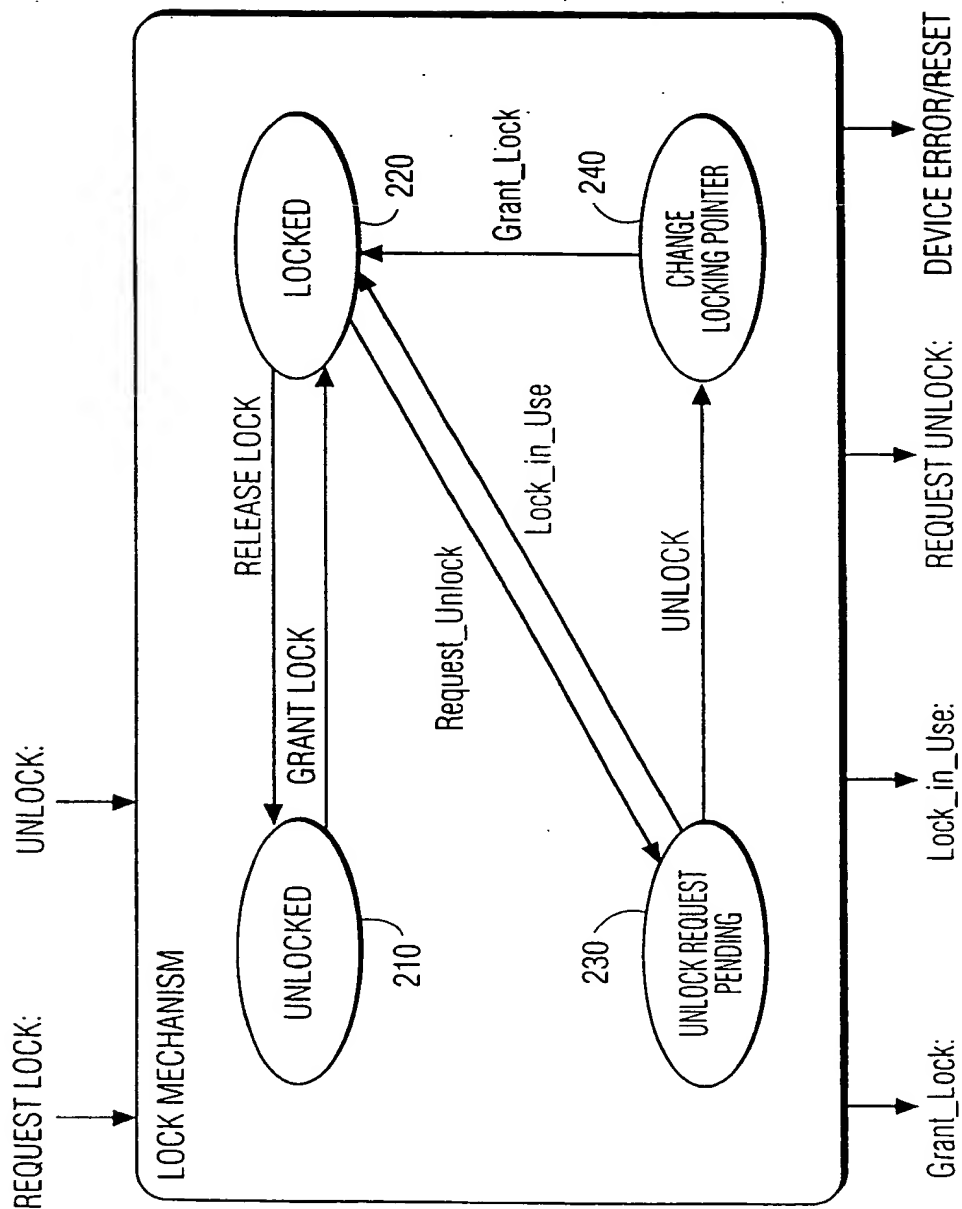 REQUEST LOCK:
UNLOCK:
LOCK MECHANISM
UNLOCKED
210
RELEASE LOCK
GRANT LOCK
LOCKED
220
Request_Unlock
Lock_in_Use
Grant_Lock
230
UNLOCK REQUEST
PENDING
UNLOCK
240
CHANGE
LOCKING POINTER
Grant_Lock:
Lock_in_Use:
REQUEST UNLOCK:
DEVICE ERROR/RESET